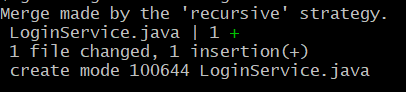 Merge made by the 'recursive' strategy.
 LoginService.java | 1 +
 1 file changed, 1 insertion(+)
 create mode 100644 LoginService.java